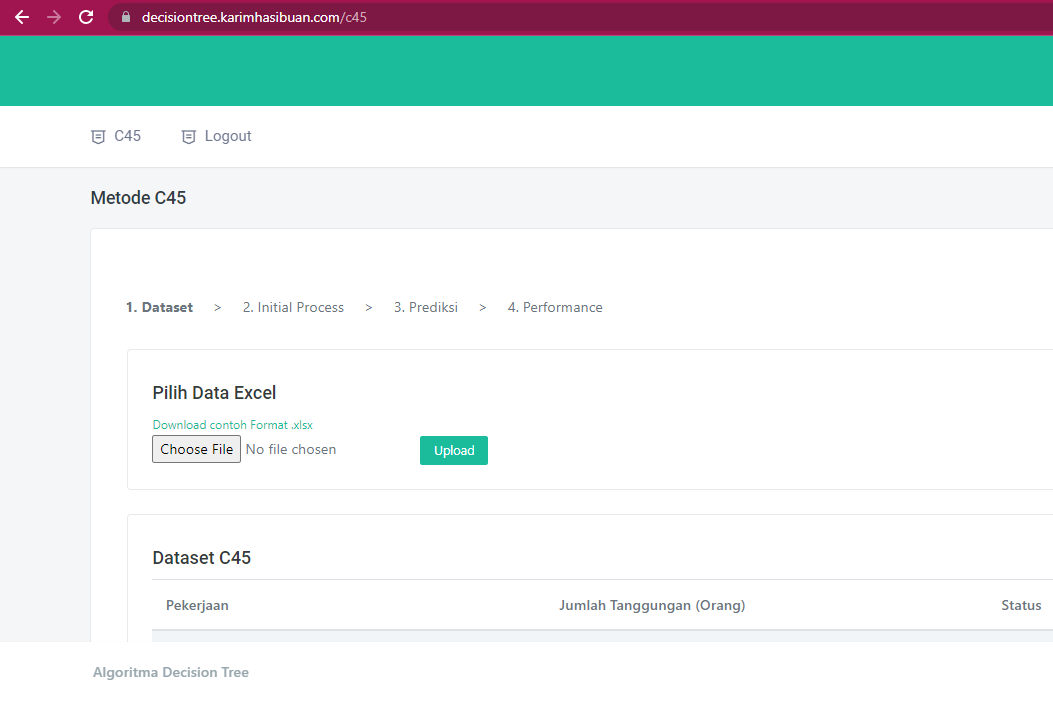 decisiontree.karimhasibuan.com/c45
C45 Logout
Metode C45
1. Dataset > 2. Initial Process > 3. Prediksi > 4. Performance
Pilih Data Excel
Download contoh Format .xlsx
Choose File No file chosen Upload
Dataset C45
Pekerjaan Jumlah Tanggungan (Orang) Status
Algoritma Decision Tree